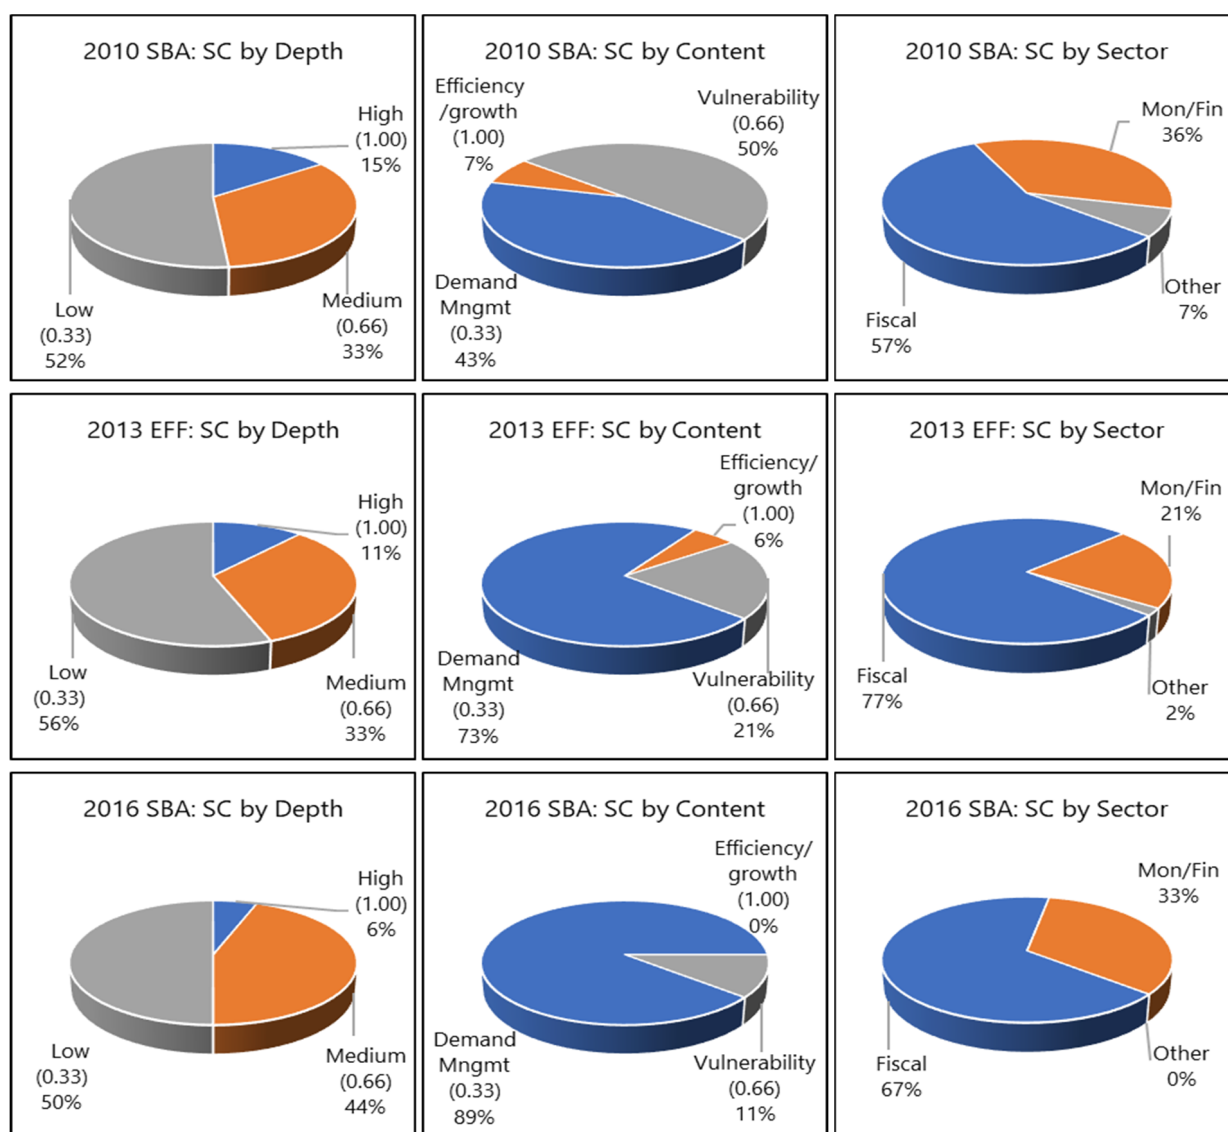 2010 SBA: SC by Depth
High
(1.00)
15%
Medium
(0.66)
33%
Low
(0.33)
52%
2010 SBA: SC by Content
Efficiency
/growth
(1.00)
7%
Vulnerability
(0.66)
50%
Demand
Mngmt
(0.33)
43%
2010 SBA: SC by Sector
Mon/Fin
36%
Other
7%
Fiscal
57%
2013 EFF: SC by Depth
High
(1.00)
11%
Medium
(0.66)
33%
Low
(0.33)
56%
2013 EFF: SC by Content
Efficiency/
growth
(1.00)
6%
Vulnerability
(0.66)
21%
Demand
Mngmt
(0.33)
73%
2013 EFF: SC by Sector
Mon/Fin
21%
Other
2%
Fiscal
77%
2016 SBA: SC by Depth
High
(1.00)
6%
Medium
(0.66)
44%
Low
(0.33)
50%
2016 SBA: SC by Content
Efficiency/
growth
(1.00)
0%
Vulnerability
(0.66)
11%
Demand
Mngmt
(0.33)
89%
2016 SBA: SC by Sector
Mon/Fin
33%
Other
0%
Fiscal
67%